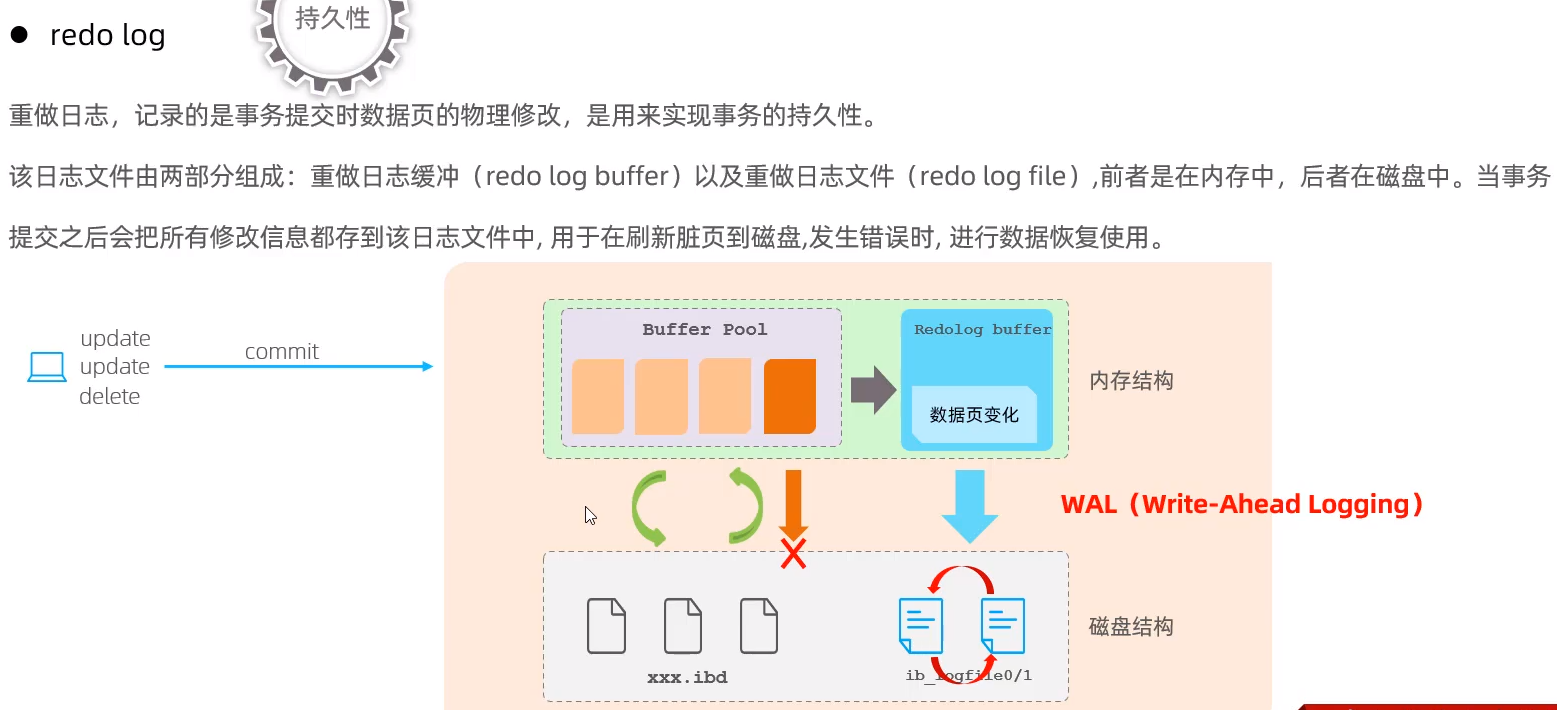 持久性
● redo log
重做日志，记录的是事务提交时数据页的物理修改，是用来实现事务的持久性。
该日志文件由两部分组成：重做日志缓冲（redo log buffer）以及重做日志文件（redo log file）,前者是在内存中，后者在磁盘中。当事务
提交之后会把所有修改信息都存到该日志文件中, 用于在刷新脏页到磁盘,发生错误时, 进行数据恢复使用。
Buffer Pool
Redolog buffer
update
commit
update
delete
内存结构
数据页变化
WAL（Write-Ahead Logging）
磁盘结构
xxx.ibd
ib_logfile0/1